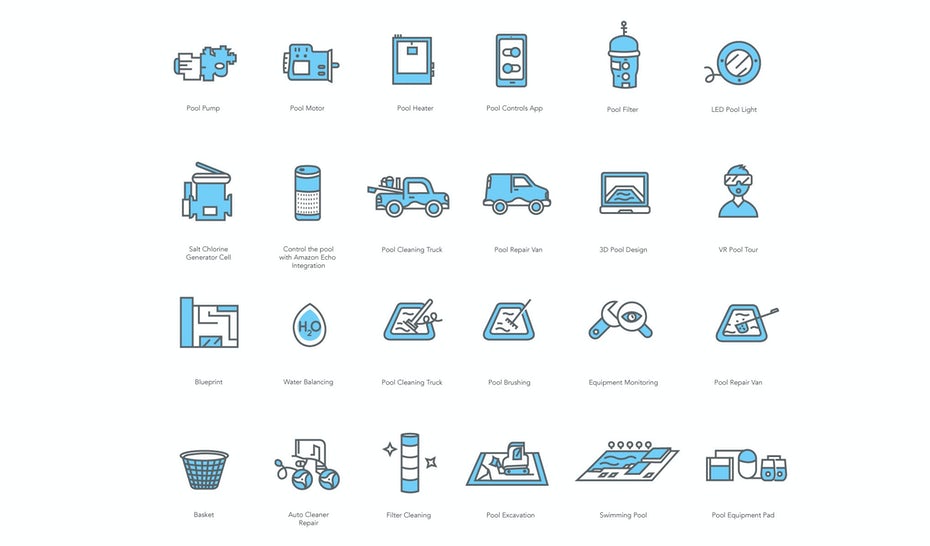 Pool Pump
Pool Motor
Pool Heater
Pool Controls App
Pool Filter
LED Pool Light
Salt Chlorine
Generator Cell
Control the pool
with Amazon Echo
integration
Pool Cleaning Truck
Pool Repair Van
3D Pool Design
VR Pool Tour
H2O
Blueprint
Water Balancing
Pool Cleaning Truck
Pool Brushing
Equipment Monitoring
Pool Repair Van
Basket
Auto Cleaner
Repair
Filter Cleaning
Pool Excavation
Swimming Pool
Pool Equipment Pad